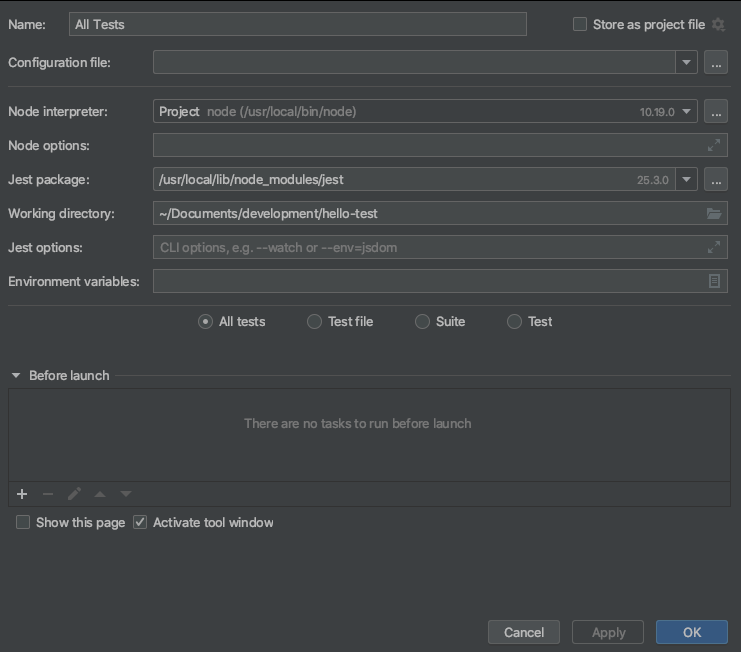 Name: All Tests Store as project file
Configuration file: ...
Node interpreter: Project node (/usr/local/bin/node) 10.19.0 ...
Node options:
Jest package: /usr/local/lib/node_modules/jest 25.3.0 ...
Working directory: ~/Documents/development/hello-test
Jest options: CLI options, e.g. --watch or --env=jsdom
Environment variables:
All tests Test file Suite Test
Before launch
There are no tasks to run before launch
Show this page Activate tool window
Cancel Apply OK